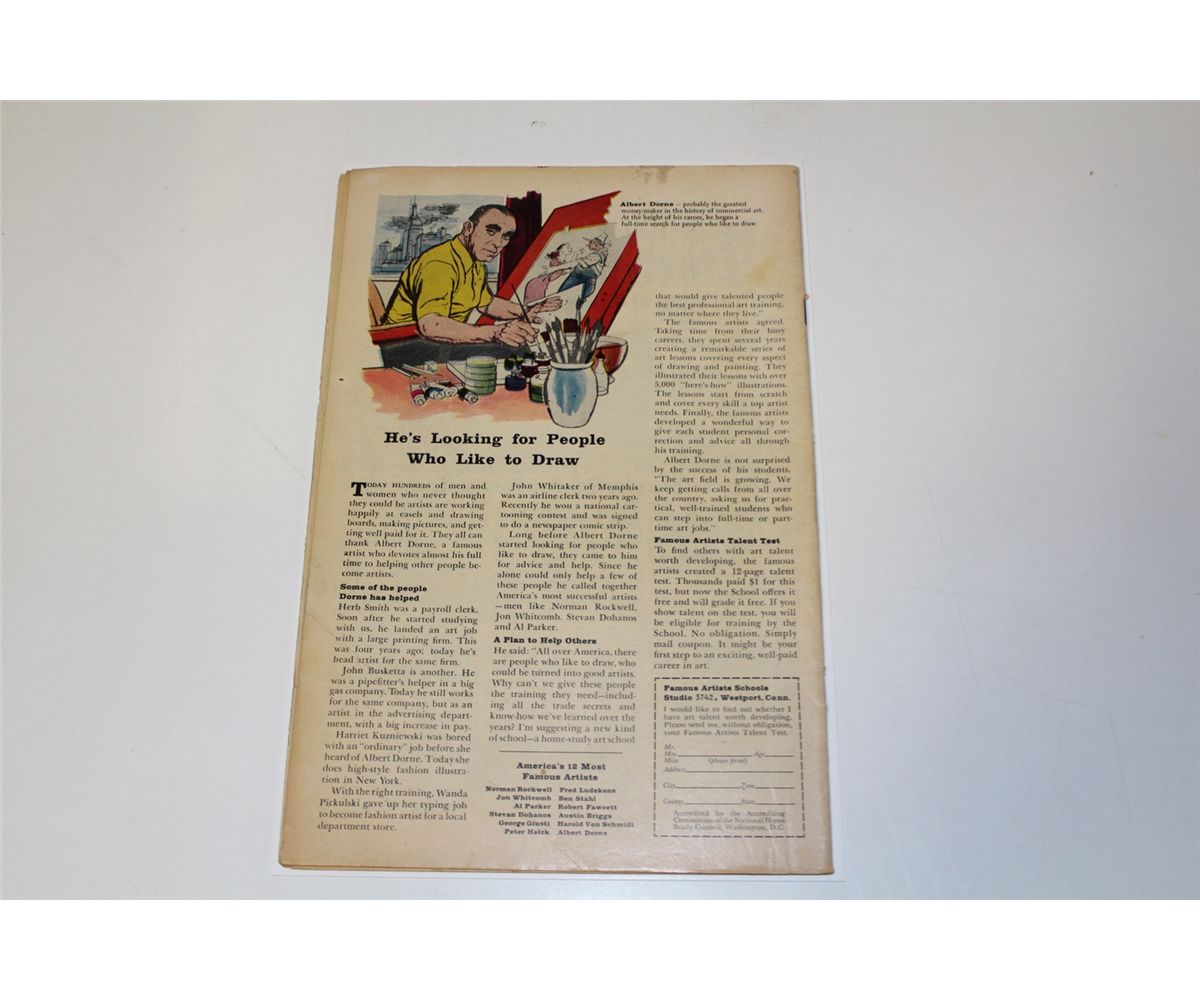 Albert Dorne — probably the greatest
money-maker in the history of commercial art.
At the height of his career, he began a
full-time search for people who like to draw.
He's Looking for People
Who Like to Draw
TODAY HUNDREDS of men and
women who never thought
they could be artists are working
happily at easels and drawing
boards, making pictures, and get-
ting well paid for it. They all can
thank Albert Dorne, a famous
artist who devotes almost his full
time to helping other people be-
come artists.
Some of the people
Dorne has helped
Herb Smith was a payroll clerk.
Soon after he started studying
with us, he landed an art job
with a large printing firm. This
was four years ago; today he's
head artist for the same firm.
John Busketta is another. He
was a pipefitter's helper in a big
gas company. Today he still works
for the same company, but as an
artist in the advertising depart-
ment, with a big increase in pay.
Harriet Kuzniewski was bored
with an "ordinary" job before she
heard of Albert Dorne. Today she
does high-style fashion illustra-
tion in New York.
With the right training, Wanda
Pickulski gave up her typing job
to become fashion artist for a local
department store.
John Whitaker of Memphis
was an airline clerk two years ago.
Recently he won a national car-
tooning contest and was signed
to do a newspaper comic strip.
Long before Albert Dorne
started looking for people who
like to draw, they came to him
for advice and help. Since he
alone could only help a few of
these people he called together
America's most successful artists
—men like Norman Rockwell,
Jon Whitcomb, Stevan Dohanos
and Al Parker.
A Plan to Help Others
He said: "All over America, there
are people who like to draw, who
could be turned into good artists.
Why can't we give these people
the training they need—includ-
ing all the trade secrets and
know-how we've learned over the
years? I'm suggesting a new kind
of school—a home-study art school
America's 12 Most
Famous Artists
Norman Rockwell Fred Ludekens
Jon Whitcomb Ben Stahl
Al Parker Robert Fawcett
Stevan Dohanos Austin Briggs
George Giusti Harold Von Schmidt
Peter Helck Albert Dorne
that would give talented people
the best professional art training,
no matter where they live."
The famous artists agreed.
Taking time from their busy
careers, they spent several years
creating a remarkable series of
art lessons covering every aspect
of drawing and painting. They
illustrated their lessons with over
5,000 "here's-how" illustrations.
The lessons start from scratch
and cover every skill a top artist
needs. Finally, the famous artists
developed a wonderful way to
give each student personal cor-
rection and advice all through
his training.
Albert Dorne is not surprised
by the success of his students.
"The art field is growing. We
keep getting calls from all over
the country, asking us for prac-
tical, well-trained students who
can step into full-time or part-
time art jobs."
Famous Artists Talent Test
To find others with art talent
worth developing, the famous
artists created a 12-page talent
test. Thousands paid $1 for this
test, but now the School offers it
free and will grade it free. If you
show talent on the test, you will
be eligible for training by the
School. No obligation. Simply
mail coupon. It might be your
first step to an exciting, well-paid
career in art.
Famous Artists Schools
Studio 5742, Westport, Conn.
I would like to find out whether I
have art talent worth developing.
Please send me, without obligation,
your Famous Artists Talent Test.
Mr.
Mrs. Age
Miss (please print)
Address
City Zone
County State
Accredited by the Accrediting
Commission of the National Home
Study Council, Washington, D.C.